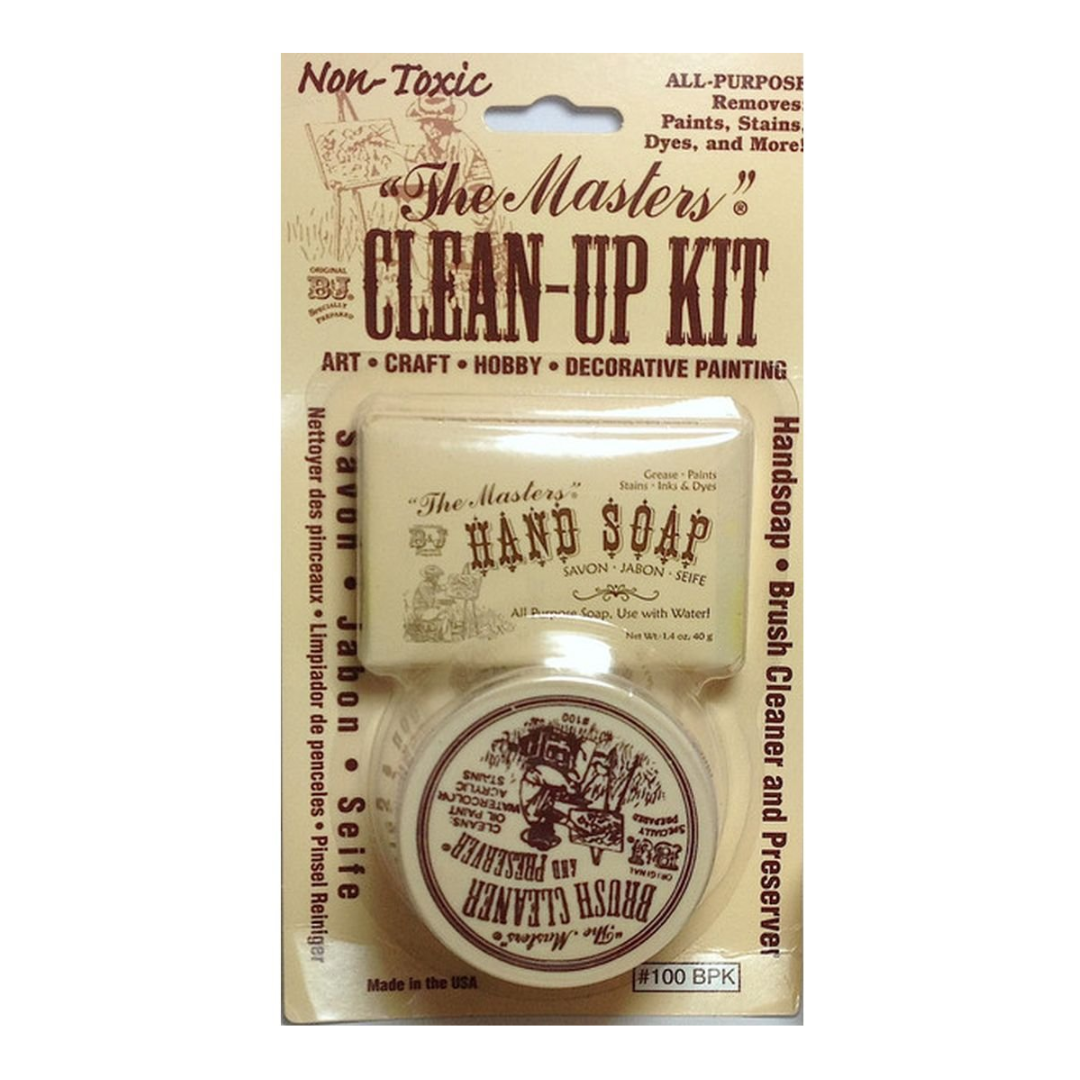 Non-Toxic
ALL-PURPOSE
Removes:
Paints, Stains,
Dyes, and More!
"The Masters"®
CLEAN-UP KIT
ORIGINAL
B&J®
SPECIALLY
PREPARED
ART • CRAFT • HOBBY • DECORATIVE PAINTING
Nettoyer des pinceaux • Limpiador de penceles • Pinsel Reiniger
Savon • Jabon • Seife
Handsoap • Brush Cleaner and Preserver
Grease · Paints
Stains · Inks & Dyes
"The Masters"®
B&J
HAND SOAP
SAVON · JABON · SEIFE
All Purpose Soap, Use with Water!
Net Wt. 1.4 oz, 40 g
"The Masters"®
BRUSH CLEANER
AND PRESERVER®
ORIGINAL
B&J®
SPECIALLY
PREPARED
CLEANS:
OIL PAINT
WATERCOLOR
ACRYLIC
STAINS
#100
Made in the USA
#100 BPK